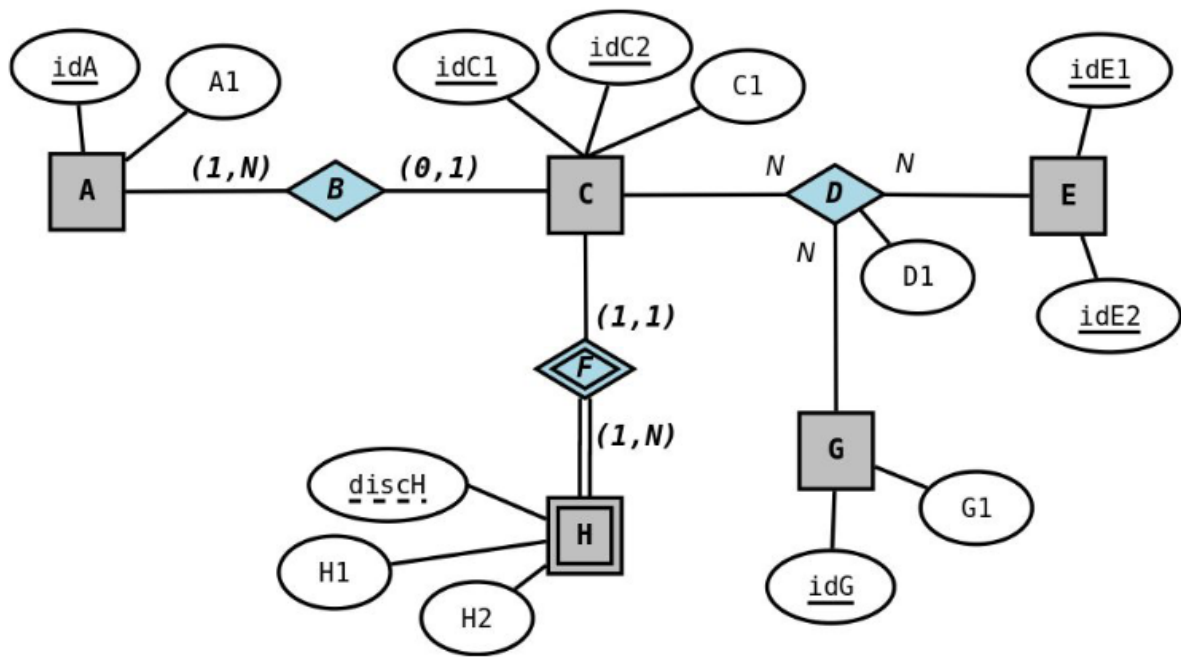 idA
A1
idC1
idC2
C1
idE1
A
(1,N)
B
(0,1)
C
N
D
N
E
N
D1
idE2
(1,1)
F
(1,N)
G
discH
G1
H
H1
idG
H2